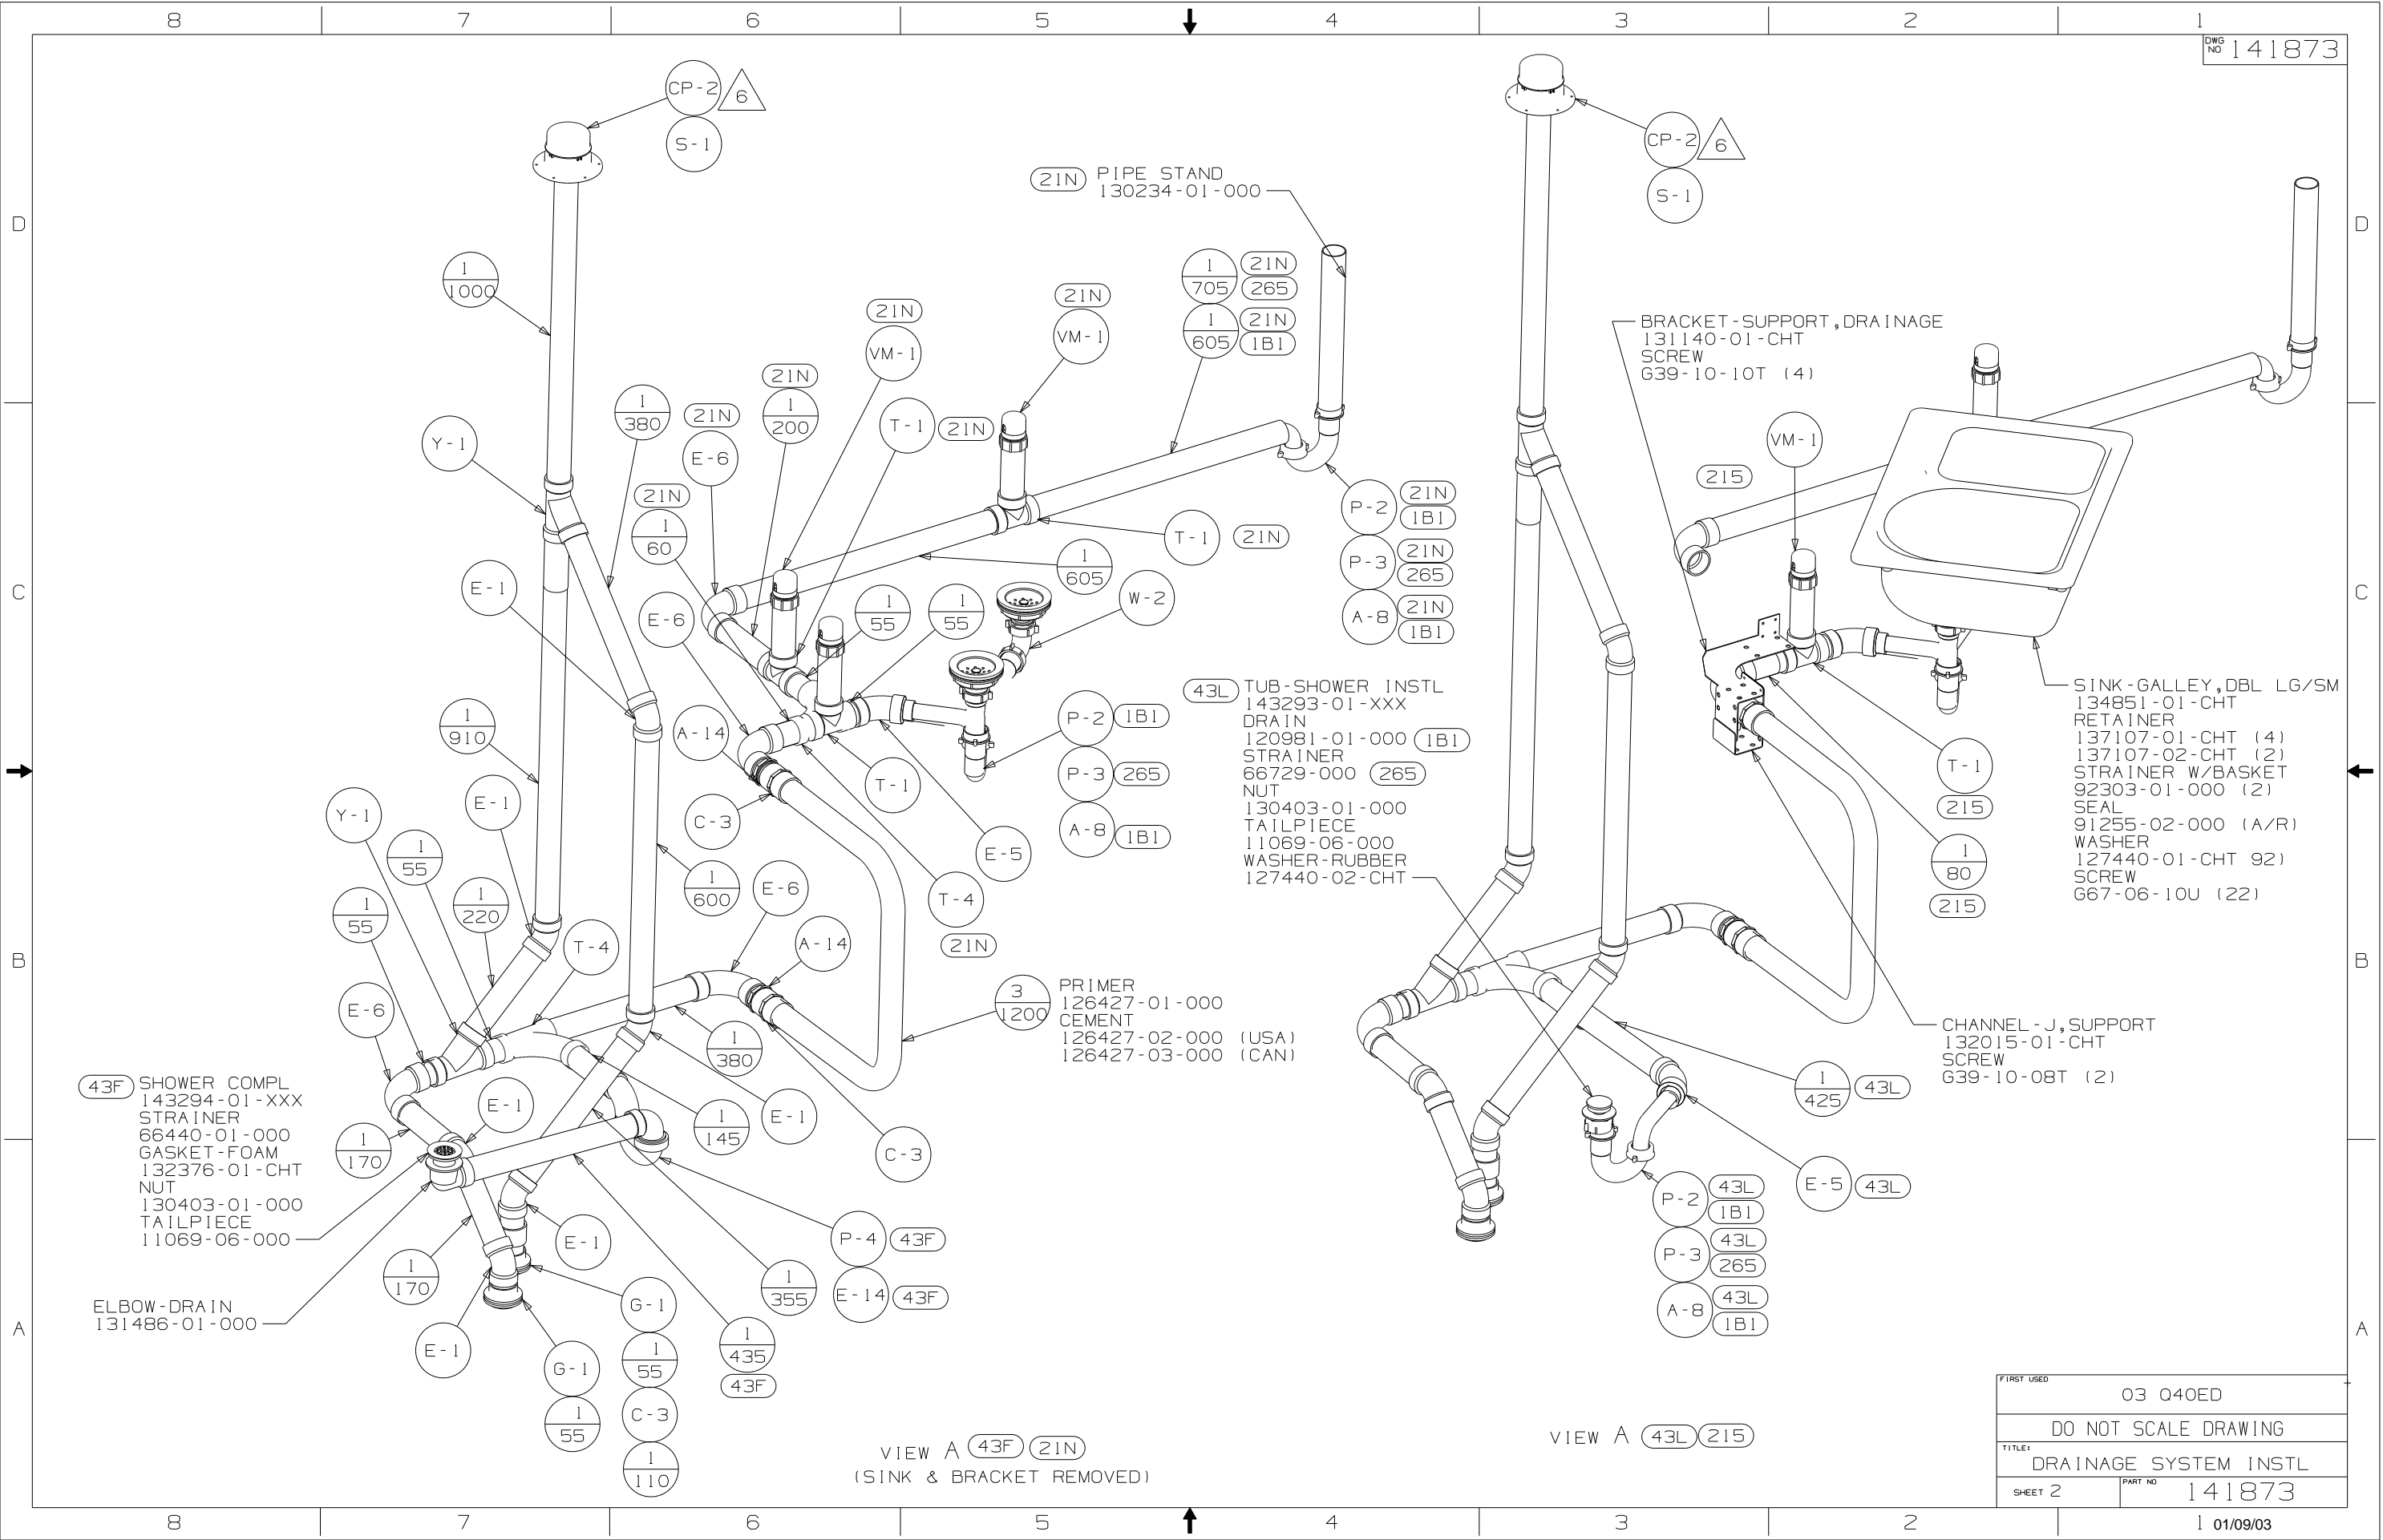 8 7 6 5 4 3 2 1
DWG NO 141873
D
C
B
A
CP-2
6
S-1
1
1000
1
380
Y-1
E-1
1
910
E-1
Y-1
1
55
1
55
1
220
T-4
E-6
21N
VM-1
21N
1
200
21N
E-6
21N
1
60
E-6
T-1
21N
21N
VM-1
21N PIPE STAND
130234-01-000
1
705
21N
265
1
605
21N
1B1
T-1
21N
1
605
1
55
1
55
W-2
P-2
21N
1B1
P-3
21N
265
A-8
21N
1B1
A-14
C-3
T-1
P-2
1B1
P-3
265
A-8
1B1
E-5
T-4
21N
1
600
E-6
A-14
3
1200
PRIMER
126427-01-000
CEMENT
126427-02-000 (USA)
126427-03-000 (CAN)
1
380
C-3
E-1
1
145
43F SHOWER COMPL
143294-01-XXX
STRAINER
66440-01-000
GASKET-FOAM
132376-01-CHT
NUT
130403-01-000
TAILPIECE
11069-06-000
E-1
1
170
1
170
ELBOW-DRAIN
131486-01-000
E-1
E-1
G-1
1
55
G-1
1
55
C-3
1
110
1
435
43F
1
355
P-4
43F
E-14
43F
VIEW A 43F 21N
(SINK & BRACKET REMOVED)
CP-2
6
S-1
BRACKET-SUPPORT,DRAINAGE
131140-01-CHT
SCREW
G39-10-10T (4)
VM-1
215
43L TUB-SHOWER INSTL
143293-01-XXX
DRAIN
120981-01-000 1B1
STRAINER
66729-000 265
NUT
130403-01-000
TAILPIECE
11069-06-000
WASHER-RUBBER
127440-02-CHT
SINK-GALLEY,DBL LG/SM
134851-01-CHT
RETAINER
137107-01-CHT (4)
137107-02-CHT (2)
STRAINER W/BASKET
92303-01-000 (2)
SEAL
91255-02-000 (A/R)
WASHER
127440-01-CHT 92)
SCREW
G67-06-10U (22)
T-1
215
1
80
215
CHANNEL-J,SUPPORT
132015-01-CHT
SCREW
G39-10-08T (2)
1
425
43L
E-5
43L
P-2
43L
1B1
P-3
43L
265
A-8
43L
1B1
VIEW A 43L 215
D
C
B
A
FIRST USED
03 Q40ED
DO NOT SCALE DRAWING
TITLE:
DRAINAGE SYSTEM INSTL
SHEET 2
PART NO 141873
8 7 6 5 4 3 2 1
01/09/03